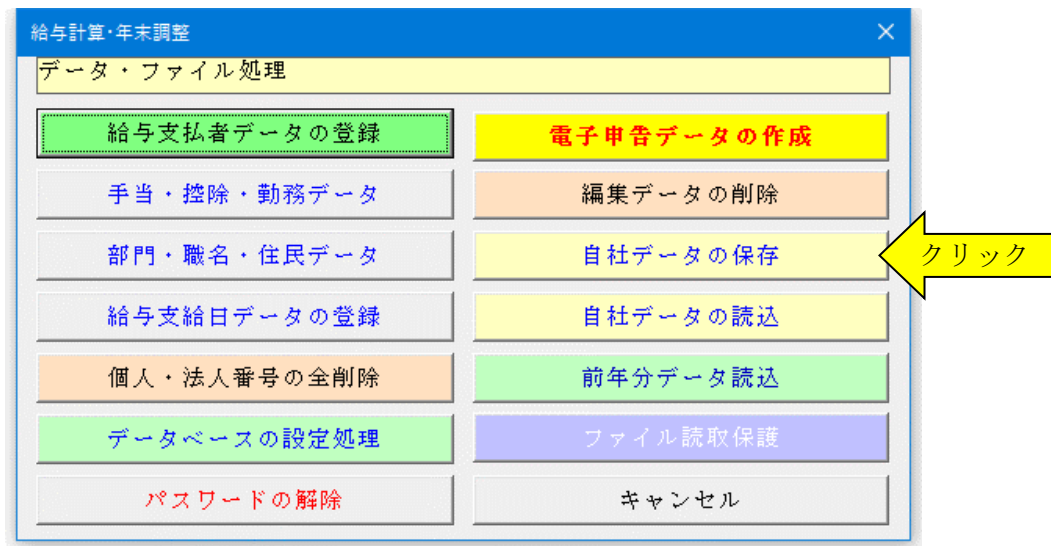 給与計算・年末調整
データ・ファイル処理
給与支払者データの登録
電子申告データの作成
手当・控除・勤務データ
編集データの削除
部門・職名・住民データ
自社データの保存
クリック
給与支給日データの登録
自社データの読込
個人・法人番号の全削除
前年分データ読込
データベースの設定処理
ファイル読取保護
パスワードの解除
キャンセル